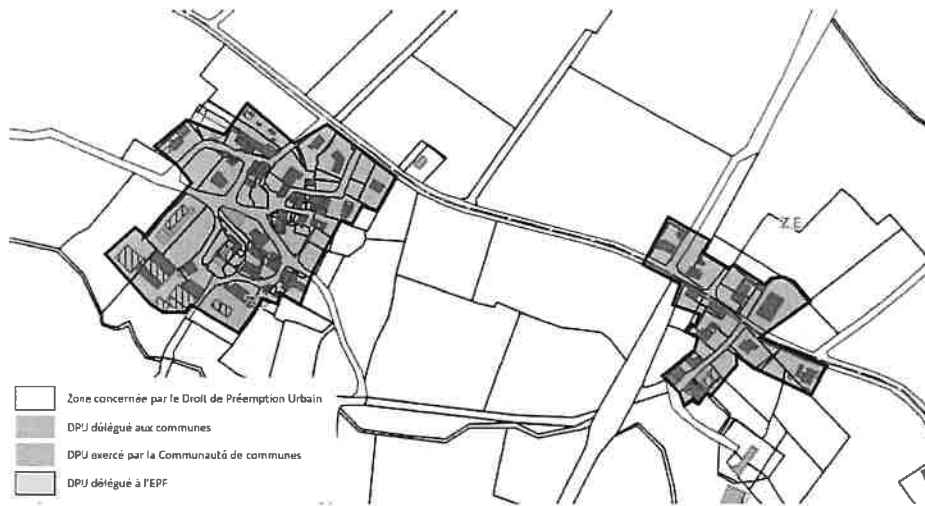 Z E
Zone concernée par le Droit de Préemption Urbain
DPU délégué aux communes
DPU exercé par la Communauté de communes
DPU délégué à l'EPF